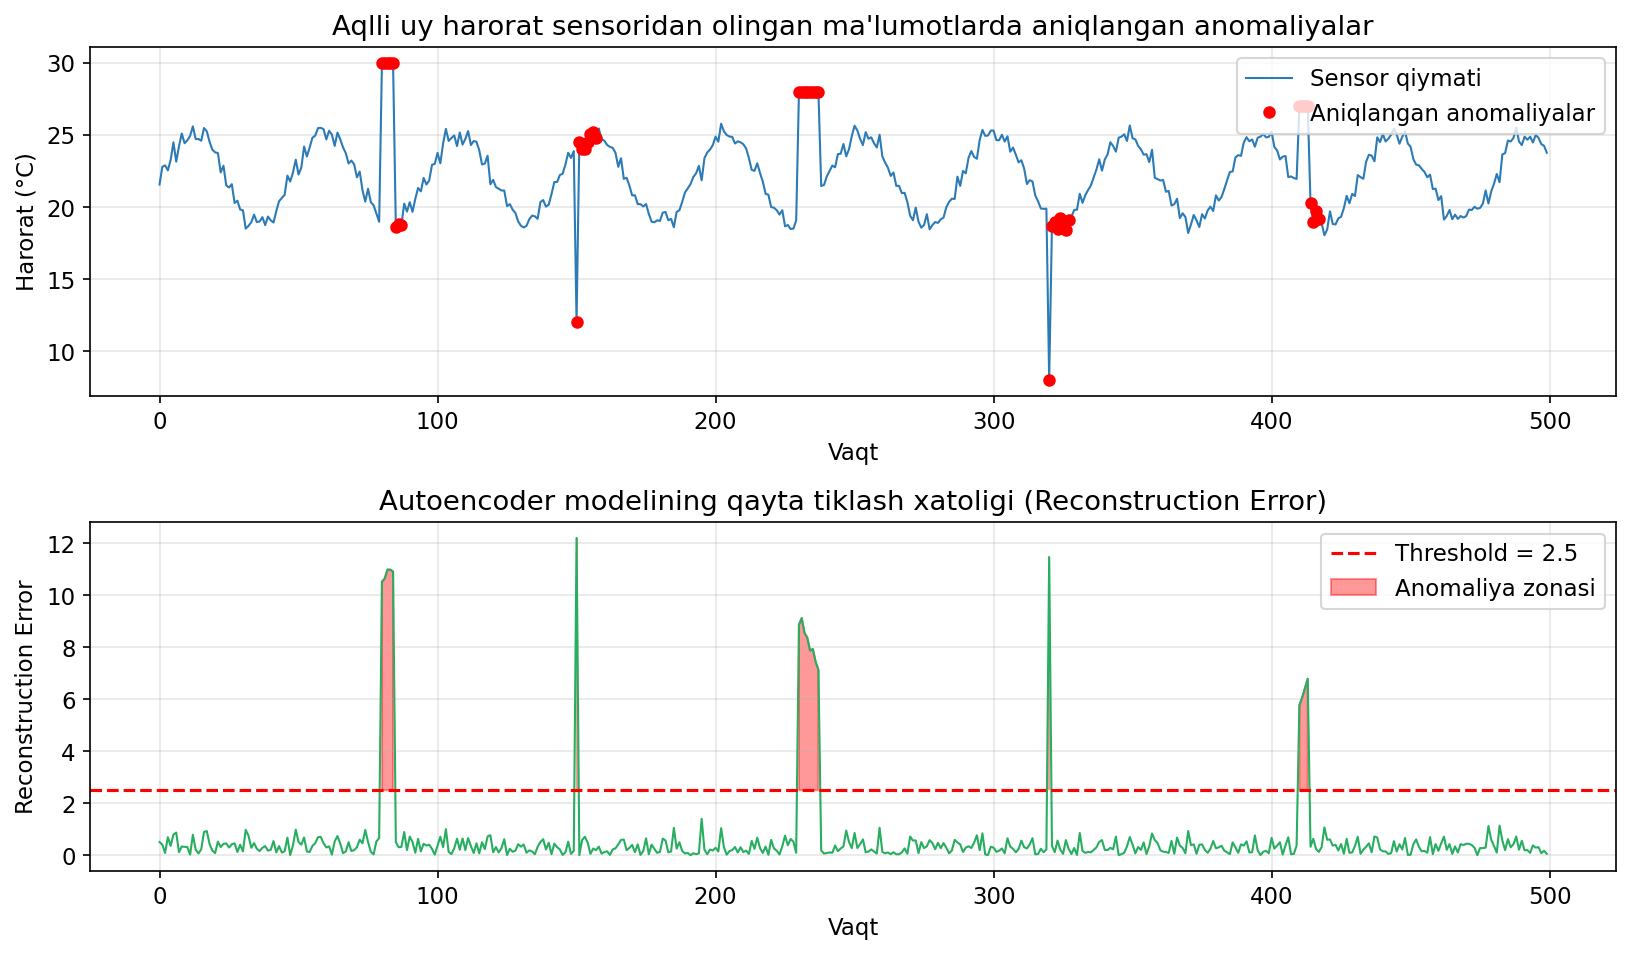 Aqlli uy harorat sensoridan olingan ma'lumotlarda aniqlangan anomaliyalar
Harorat (°C)
30
25
20
15
10
Sensor qiymati
Aniqlangan anomaliyalar
0 100 200 300 400 500
Vaqt
Autoencoder modelining qayta tiklash xatoligi (Reconstruction Error)
Reconstruction Error
12
10
8
6
4
2
0
Threshold = 2.5
Anomaliya zonasi
0 100 200 300 400 500
Vaqt